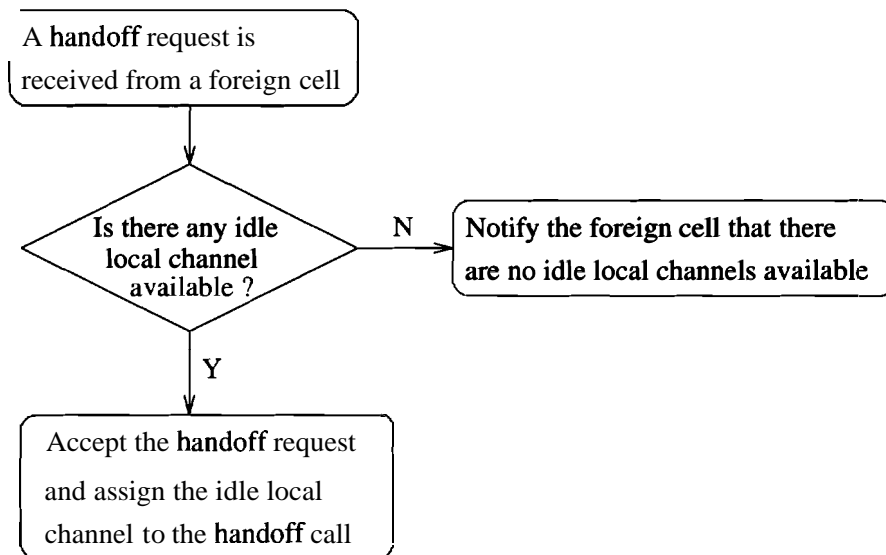 A handoff request is
received from a foreign cell
Is there any idle
local channel
available ?
N
Notify the foreign cell that there
are no idle local channels available
Y
Accept the handoff request
and assign the idle local
channel to the handoff call